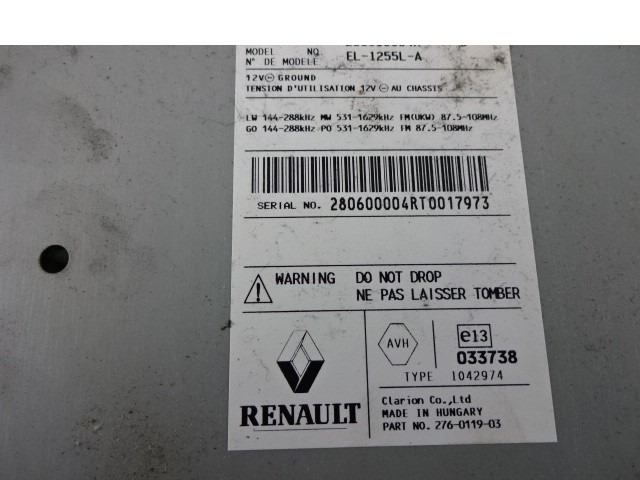 MODEL NO
N° DE MODELE EL-1255L-A
12V⊖ GROUND
TENSION D'UTILISATION 12V ⊖ AU CHASSIS
LW 144-288kHz MW 531-1629kHz FM(UKW) 87.5-108MHz
GO 144-288kHz PO 531-1629kHz FM 87.5-108MHz
SERIAL NO. 280600004RT0017973
WARNING DO NOT DROP
NE PAS LAISSER TOMBER
AVH
e13
033738
TYPE 1042974
RENAULT
Clarion Co.,Ltd
MADE IN HUNGARY
PART NO. 276-0119-03